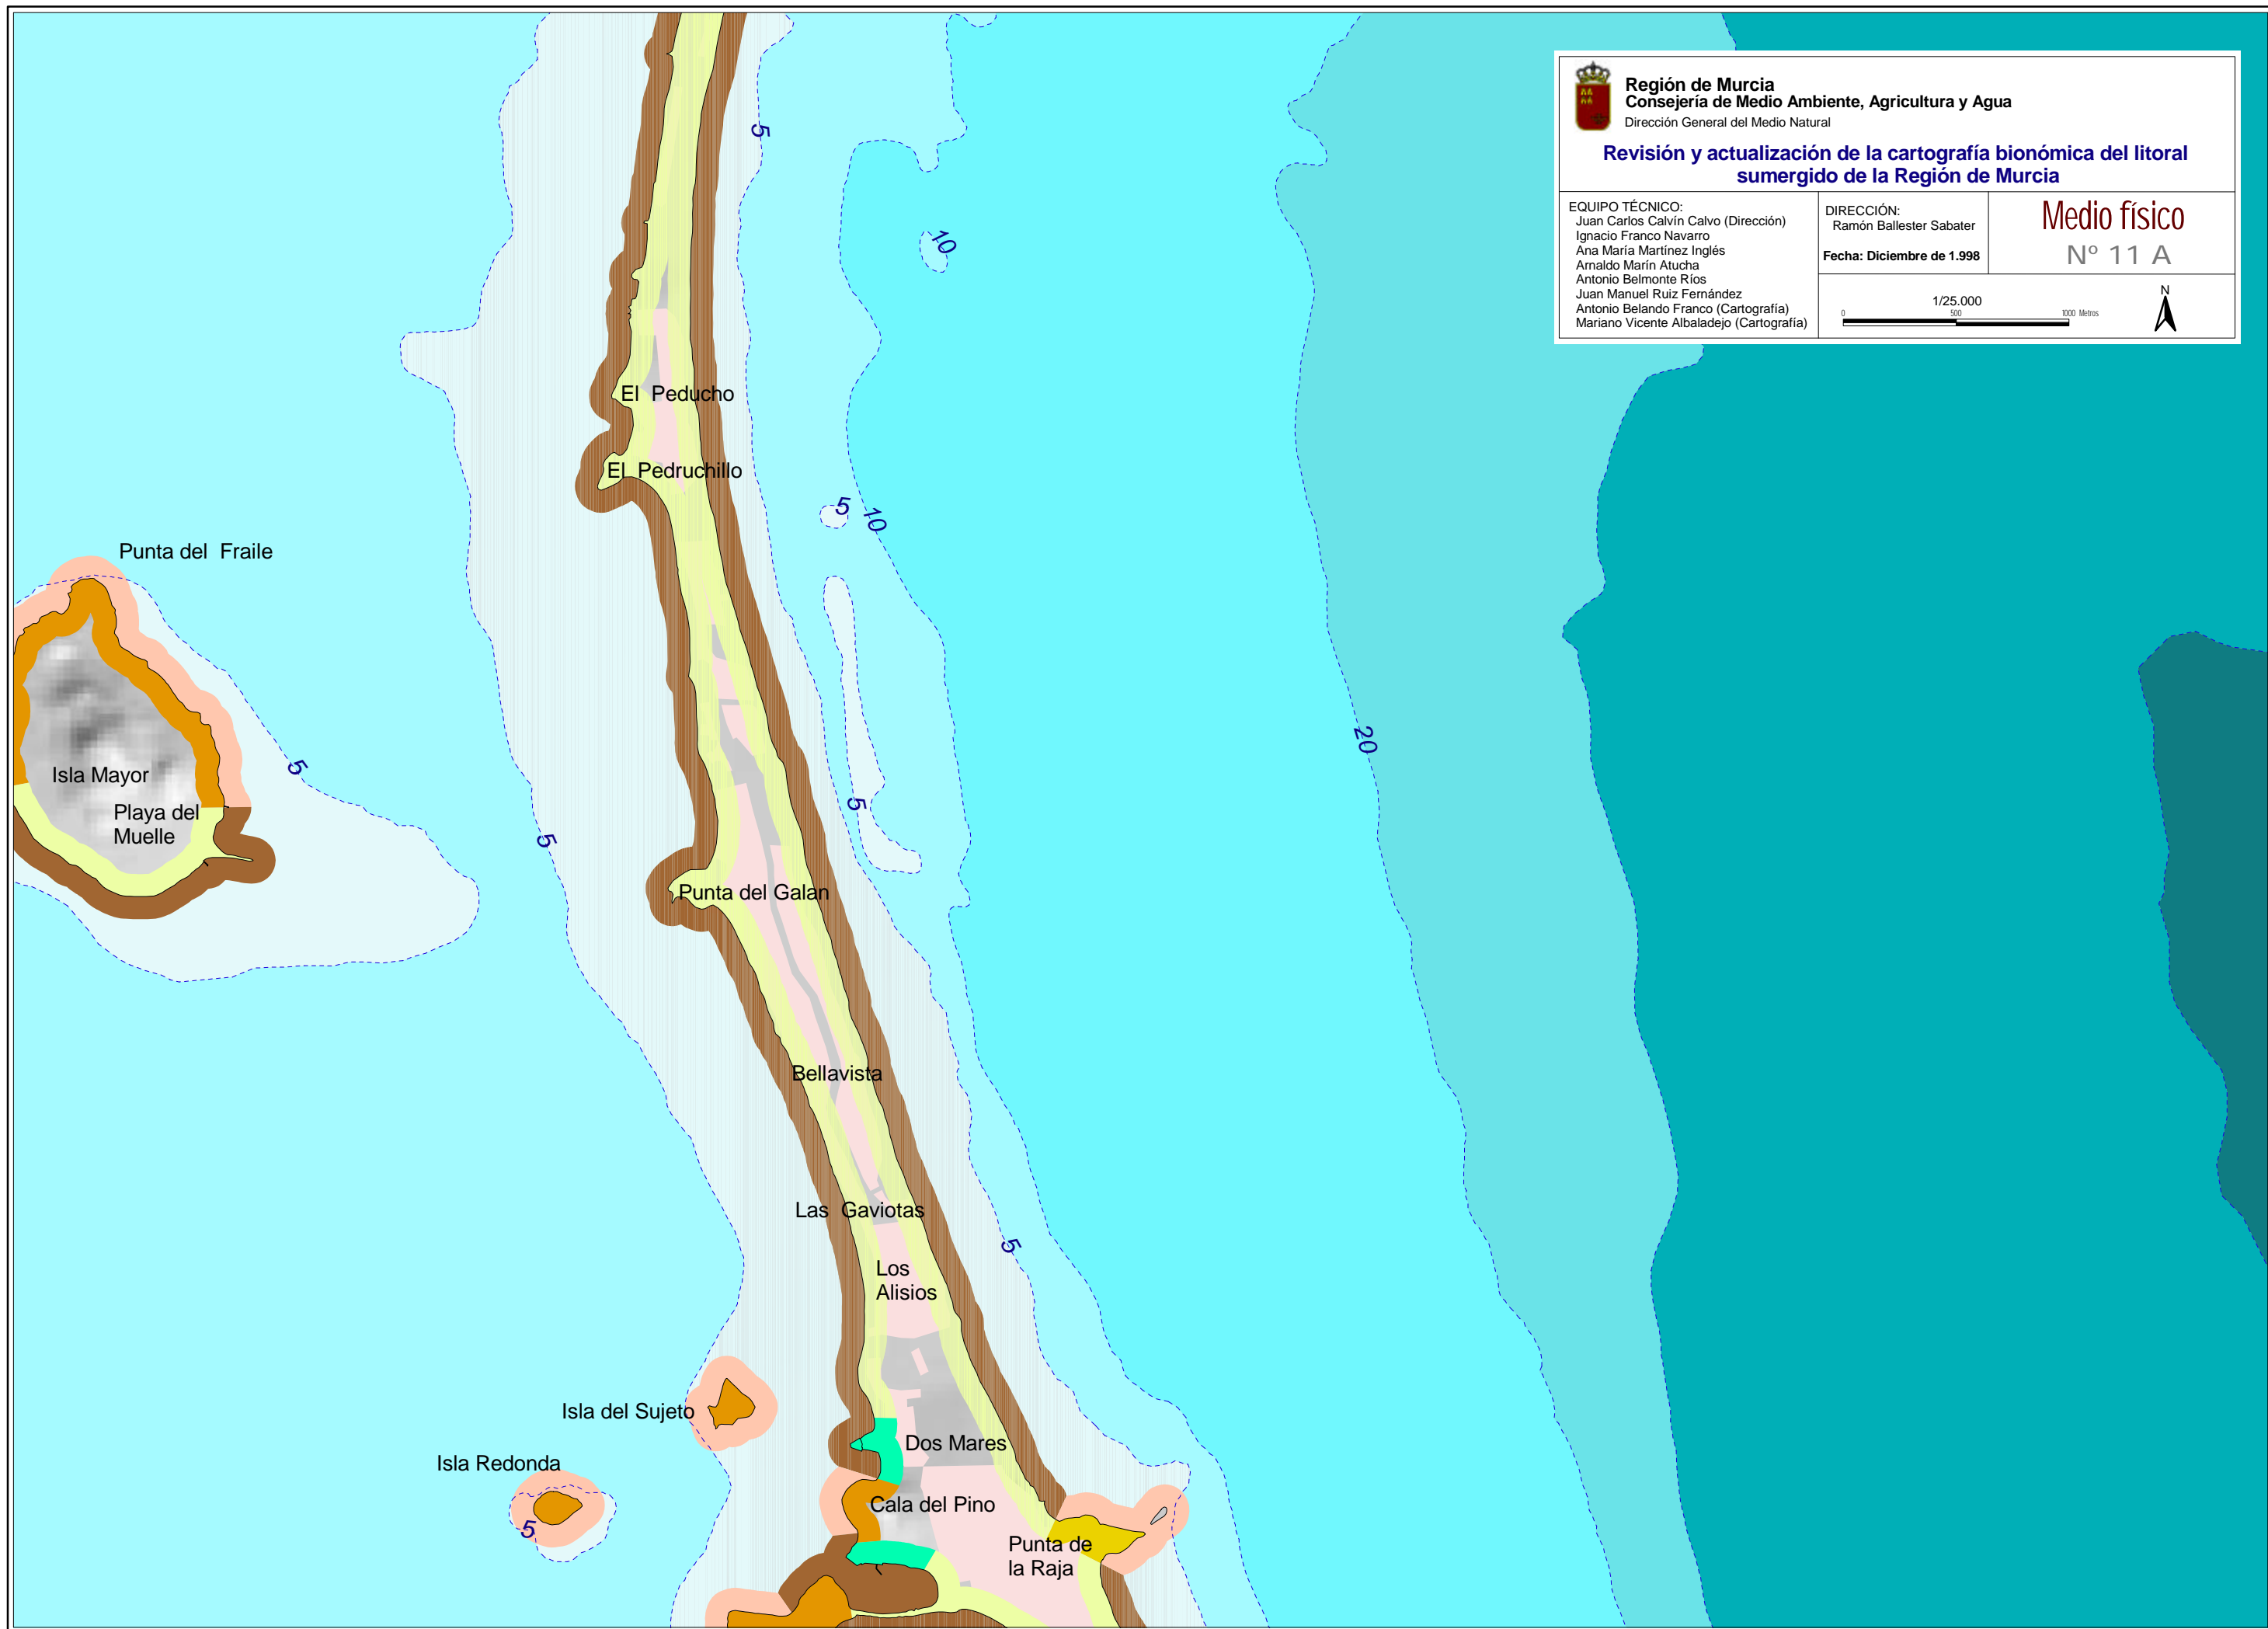 Región de Murcia
Consejería de Medio Ambiente, Agricultura y Agua
Dirección General del Medio Natural
Revisión y actualización de la cartografía bionómica del litoral
sumergido de la Región de Murcia
EQUIPO TÉCNICO:
Juan Carlos Calvín Calvo (Dirección)
Ignacio Franco Navarro
Ana María Martínez Inglés
Arnaldo Marín Atucha
Antonio Belmonte Ríos
Juan Manuel Ruiz Fernández
Antonio Belando Franco (Cartografía)
Mariano Vicente Albaladejo (Cartografía)
DIRECCIÓN:
Ramón Ballester Sabater
Fecha: Diciembre de 1.998
Medio físico
Nº 11 A
1/25.000
0 500 1000 Metros
N
5
10
El Peducho
El Pedruchillo
5
10
Punta del Fraile
20
5
Isla Mayor
5
Playa del
Muelle
5
Punta del Galan
Bellavista
Las Gaviotas
5
Los
Alisios
Isla del Sujeto
Dos Mares
Isla Redonda
Cala del Pino
5
Punta de
la Raja